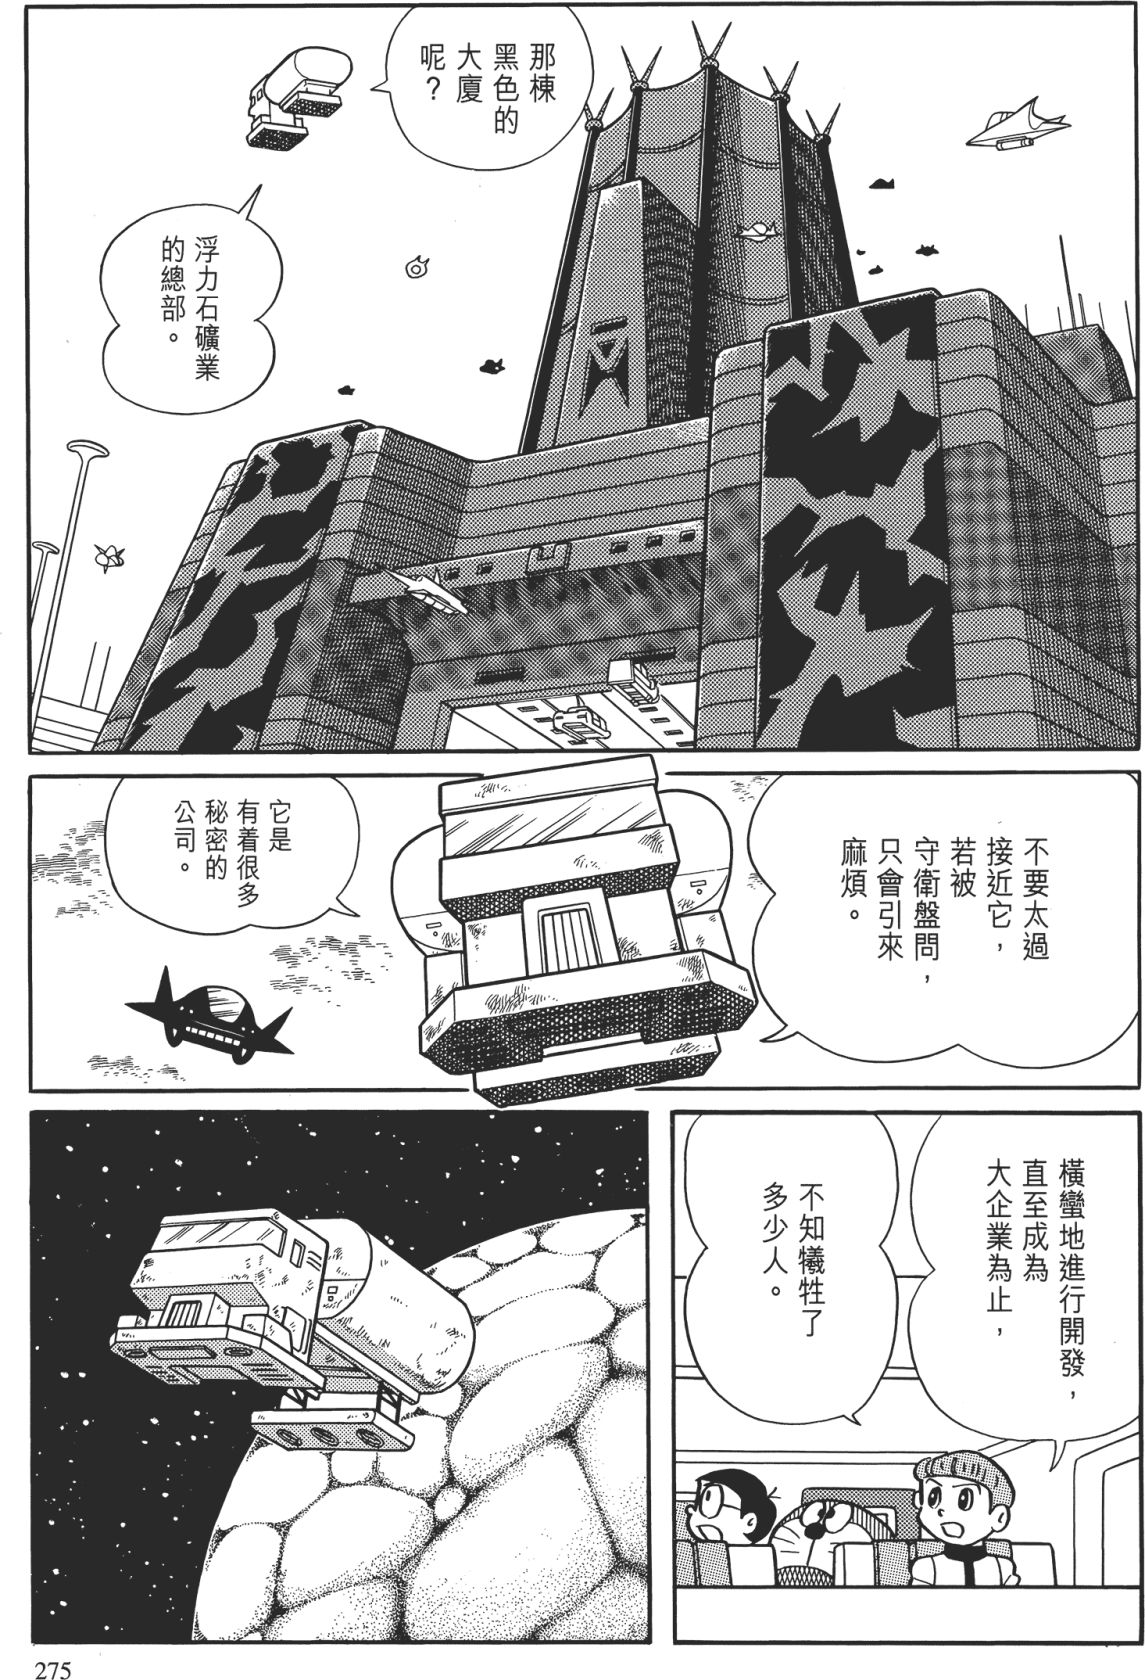 那棟
黑色的
大廈
呢？
浮力石礦業
的總部。
不要太過
接近它，
若被
守衛盤問，
只會引來
麻煩。
它是
有着很多
秘密的
公司。
橫蠻地進行開發，
直至成為
大企業為止，
不知犧牲了
多少人。
275